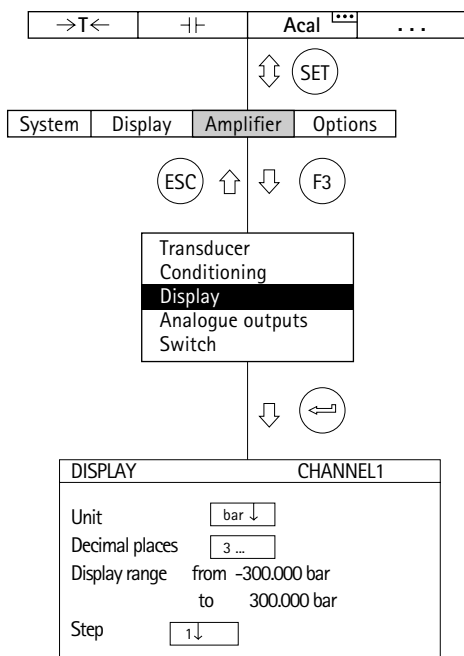 →T← ⊣⊢ Acal ••• . . .
SET
System Display Amplifier Options
ESC F3
Transducer
Conditioning
Display
Analogue outputs
Switch
DISPLAY CHANNEL1
Unit bar ↓
Decimal places 3 ...
Display range from -300.000 bar
to 300.000 bar
Step 1↓